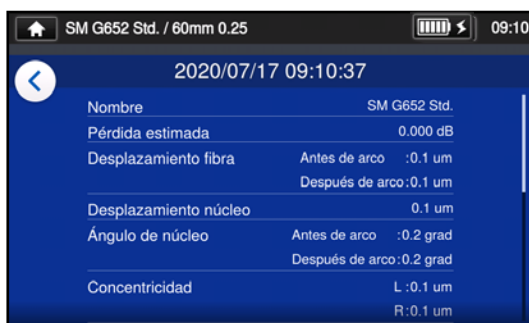 SM G652 Std. / 60mm 0.25 09:10
2020/07/17 09:10:37
Nombre SM G652 Std.
Pérdida estimada 0.000 dB
Desplazamiento fibra Antes de arco :0.1 um
Después de arco:0.1 um
Desplazamiento núcleo 0.1 um
Ángulo de núcleo Antes de arco :0.2 grad
Después de arco:0.2 grad
Concentricidad L :0.1 um
R:0.1 um